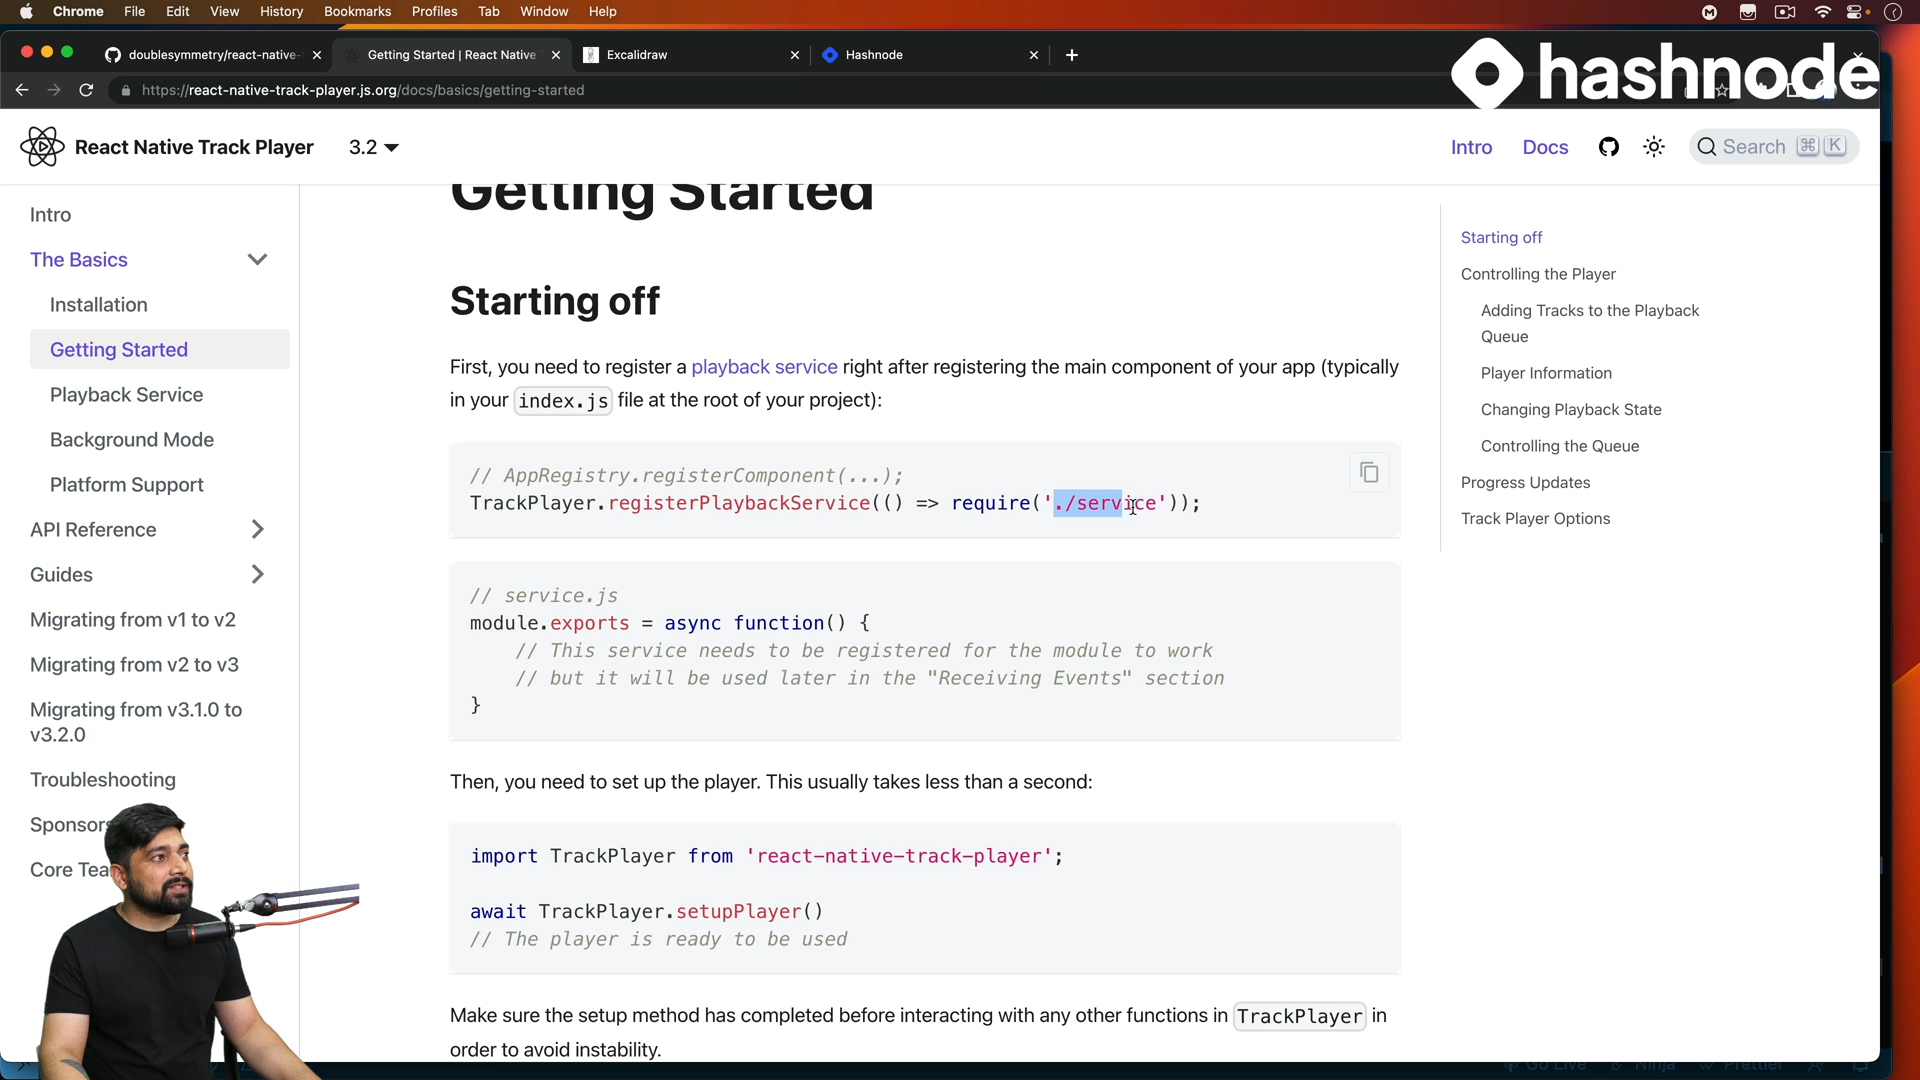 Chrome File Edit View History Bookmarks Profiles Tab Window Help
doublesymmetry/react-native- Getting Started | React Native Excalidraw Hashnode
hashnode
https://react-native-track-player.js.org/docs/basics/getting-started
React Native Track Player 3.2 Intro Docs Search ⌘ K
Intro
The Basics
Installation
Getting Started
Playback Service
Background Mode
Platform Support
API Reference
Guides
Migrating from v1 to v2
Migrating from v2 to v3
Migrating from v3.1.0 to
v3.2.0
Troubleshooting
Sponsors
Core Tea
Getting Started
Starting off
First, you need to register a playback service right after registering the main component of your app (typically
in your index.js file at the root of your project):
// AppRegistry.registerComponent(...);
TrackPlayer.registerPlaybackService(() => require('./service'));
// service.js
module.exports = async function() {
// This service needs to be registered for the module to work
// but it will be used later in the "Receiving Events" section
}
Then, you need to set up the player. This usually takes less than a second:
import TrackPlayer from 'react-native-track-player';
await TrackPlayer.setupPlayer()
// The player is ready to be used
Make sure the setup method has completed before interacting with any other functions in TrackPlayer in
order to avoid instability.
Starting off
Controlling the Player
Adding Tracks to the Playback
Queue
Player Information
Changing Playback State
Controlling the Queue
Progress Updates
Track Player Options
Go Live Ninja Prettier